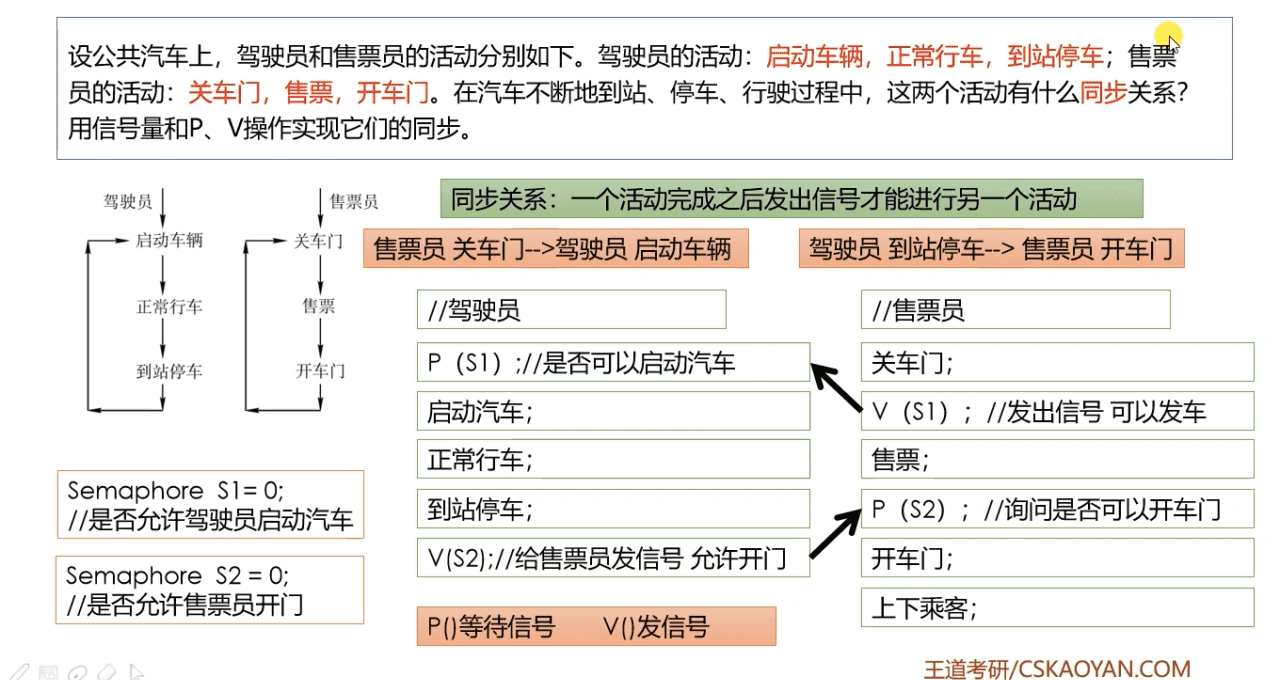 设公共汽车上，驾驶员和售票员的活动分别如下。驾驶员的活动：启动车辆，正常行车，到站停车；售票
员的活动：关车门，售票，开车门。在汽车不断地到站、停车、行驶过程中，这两个活动有什么同步关系？
用信号量和P、V操作实现它们的同步。
同步关系：一个活动完成之后发出信号才能进行另一个活动
售票员 关车门-->驾驶员 启动车辆
驾驶员 到站停车--> 售票员 开车门
驾驶员
启动车辆
正常行车
到站停车
售票员
关车门
售票
开车门
Semaphore S1= 0;
//是否允许驾驶员启动汽车
Semaphore S2 = 0;
//是否允许售票员开门
//驾驶员
P（S1）;//是否可以启动汽车
启动汽车；
正常行车；
到站停车；
V(S2);//给售票员发信号 允许开门
P()等待信号 V()发信号
//售票员
关车门；
V（S1）; //发出信号 可以发车
售票；
P（S2）; //询问是否可以开车门
开车门；
上下乘客；
王道考研/CSKAOYAN.COM